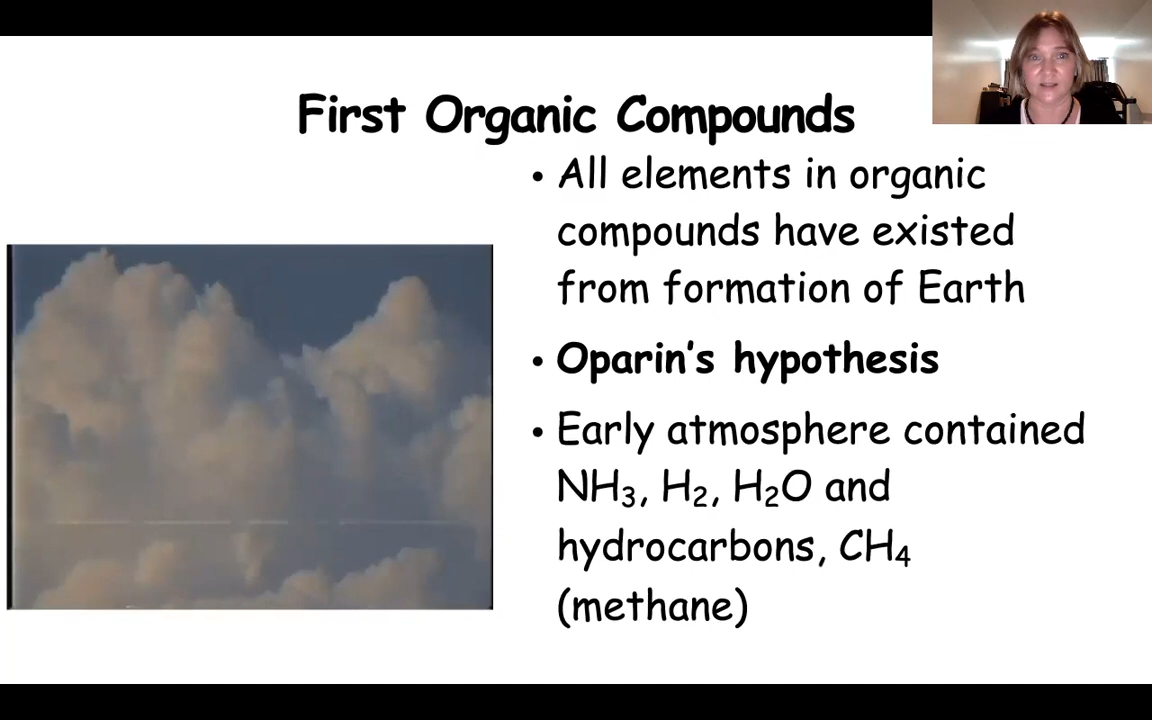 First Organic Compounds
• All elements in organic
compounds have existed
from formation of Earth
• Oparin's hypothesis
• Early atmosphere contained
NH₃, H₂, H₂O and
hydrocarbons, CH₄
(methane)